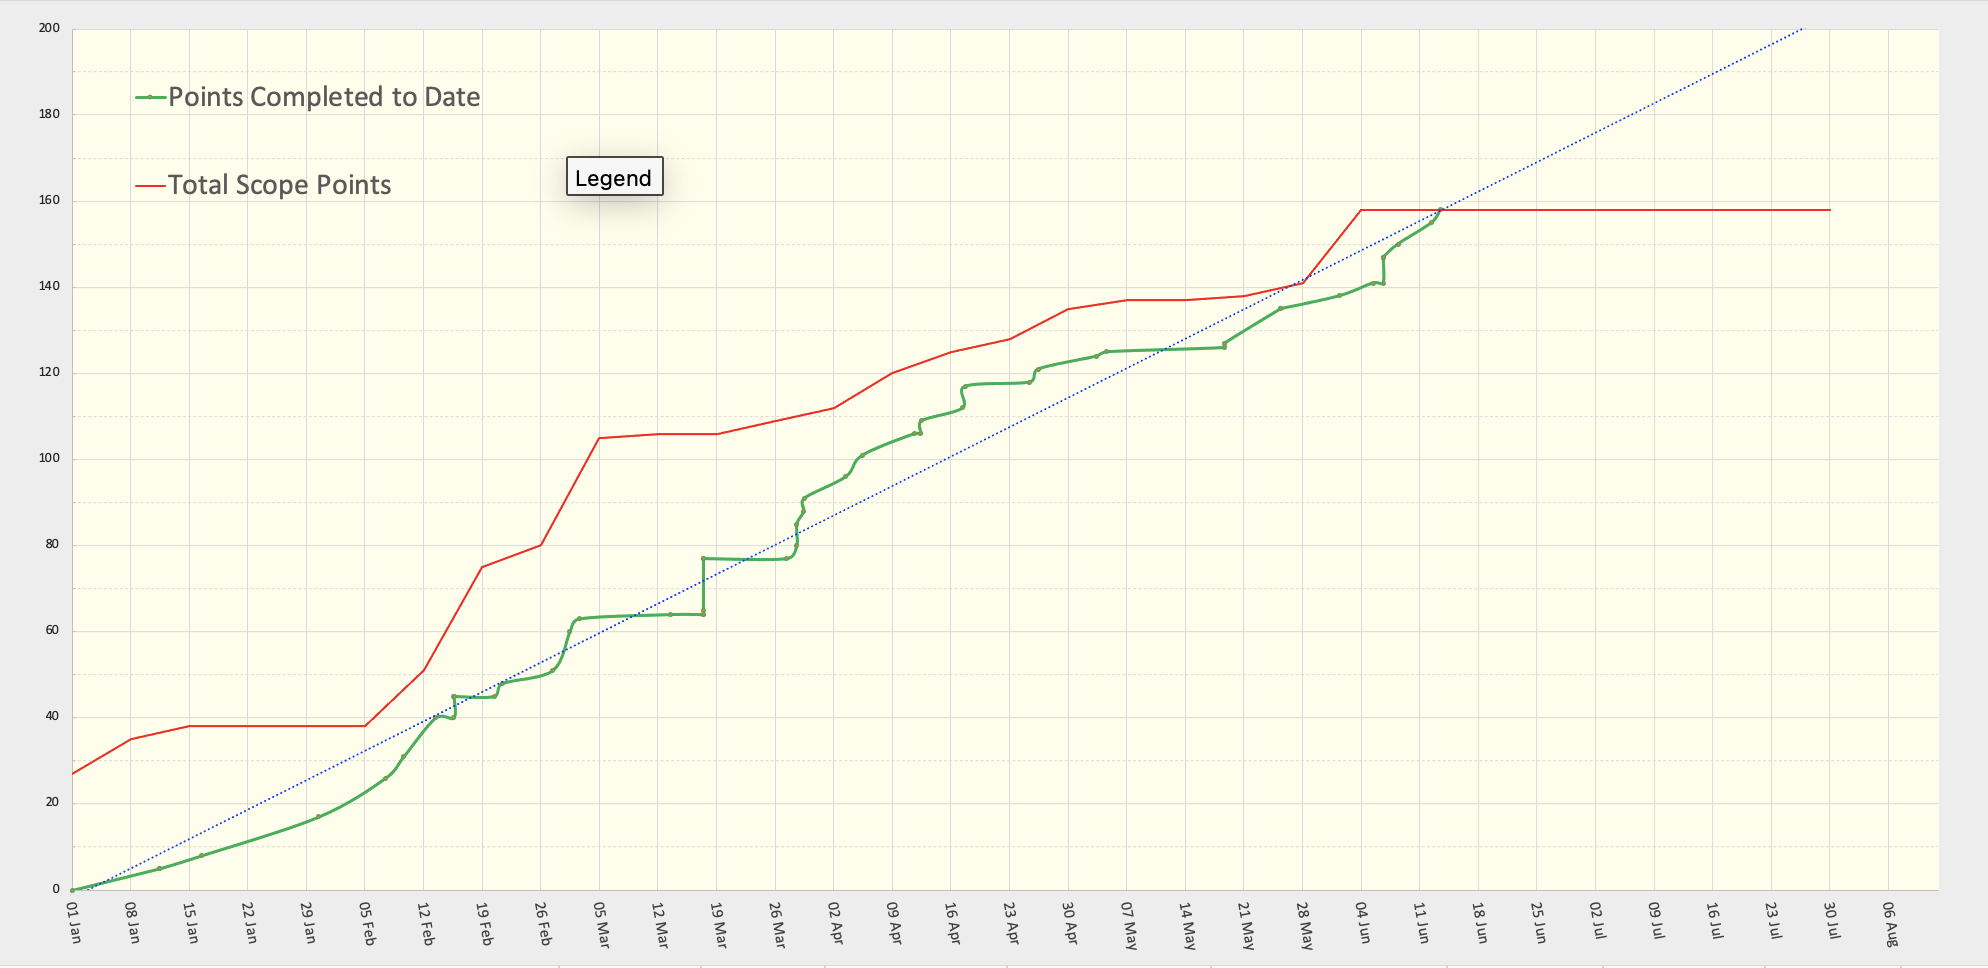 200
180
160
140
120
100
80
60
40
20
0
Points Completed to Date
Total Scope Points
Legend
01 Jan
08 Jan
15 Jan
22 Jan
29 Jan
05 Feb
12 Feb
19 Feb
26 Feb
05 Mar
12 Mar
19 Mar
26 Mar
02 Apr
09 Apr
16 Apr
23 Apr
30 Apr
07 May
14 May
21 May
28 May
04 Jun
11 Jun
18 Jun
25 Jun
02 Jul
09 Jul
16 Jul
23 Jul
30 Jul
06 Aug